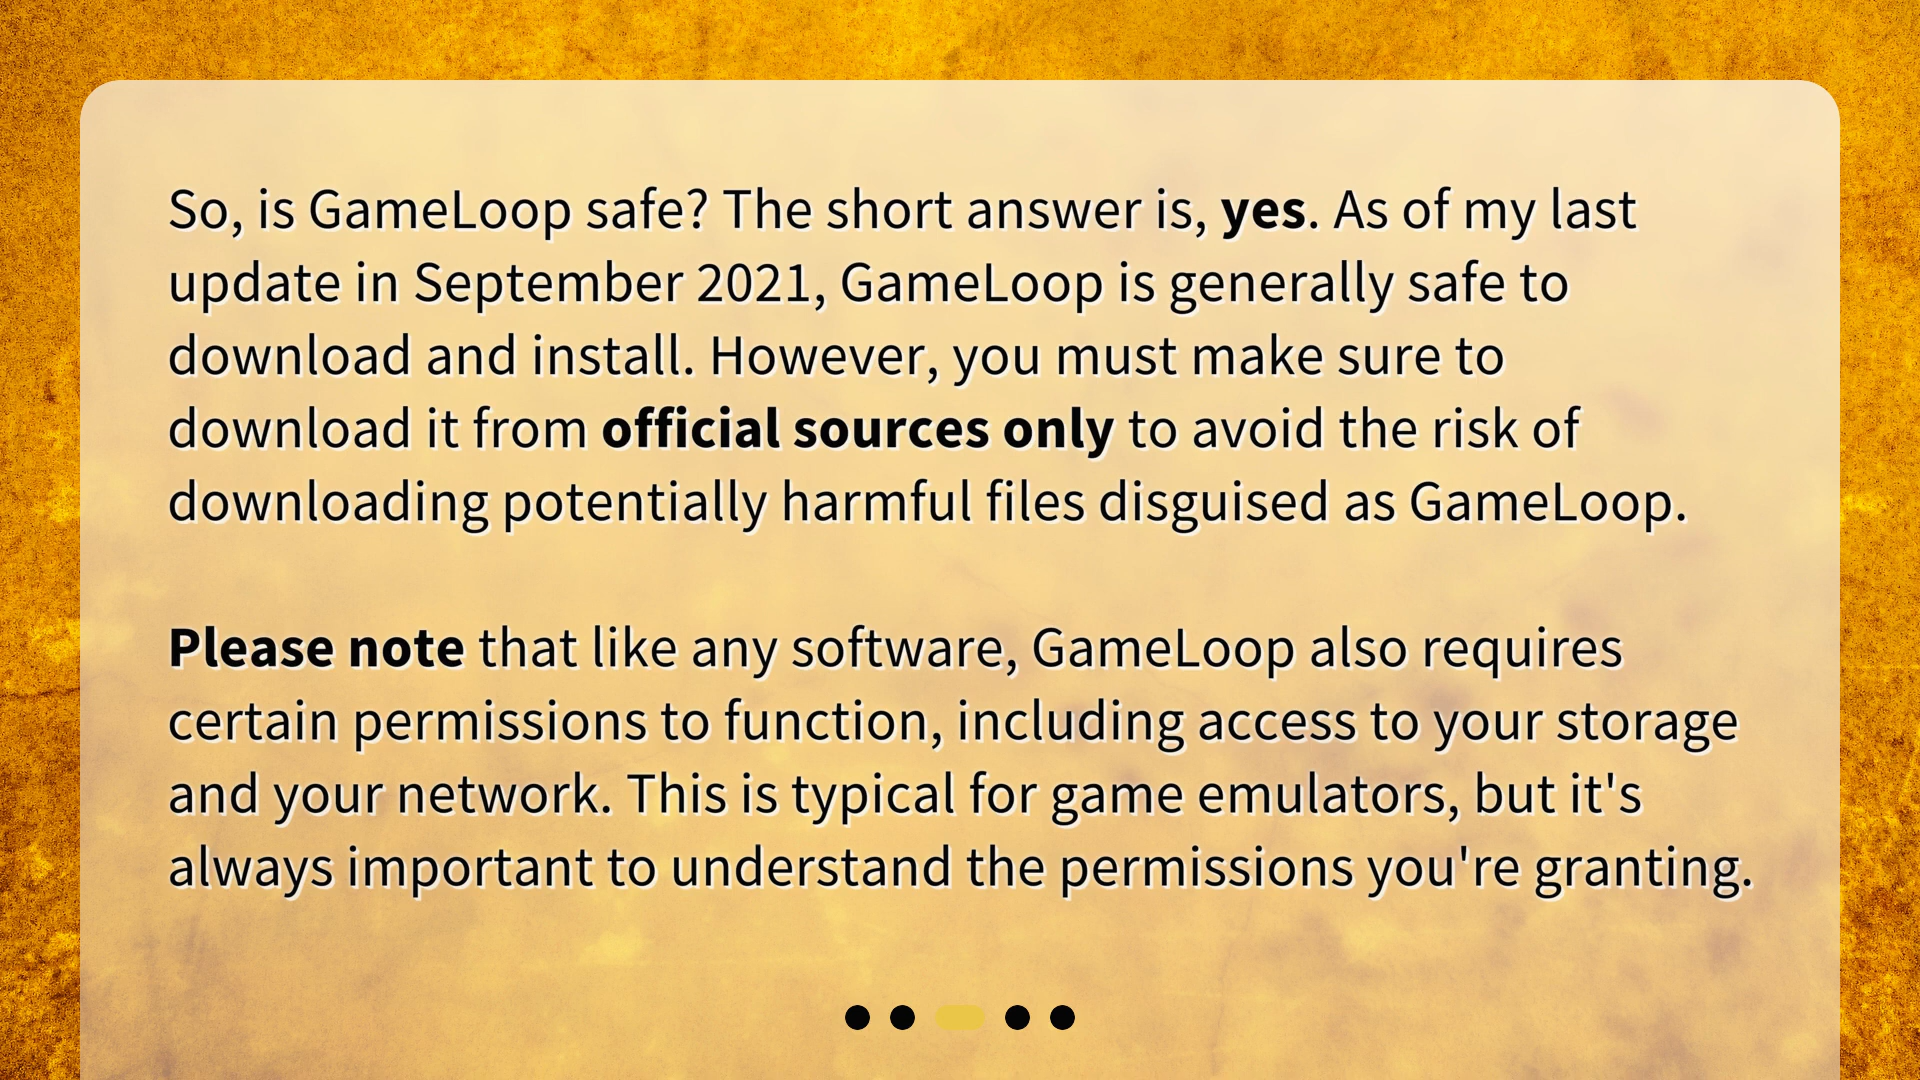 So, is GameLoop safe? The short answer is, yes. As of my last
update in September 2021, GameLoop is generally safe to
download and install. However, you must make sure to
download it from official sources only to avoid the risk of
downloading potentially harmful files disguised as GameLoop.
Please note that like any software, GameLoop also requires
certain permissions to function, including access to your storage
and your network. This is typical for game emulators, but it's
always important to understand the permissions you're granting.